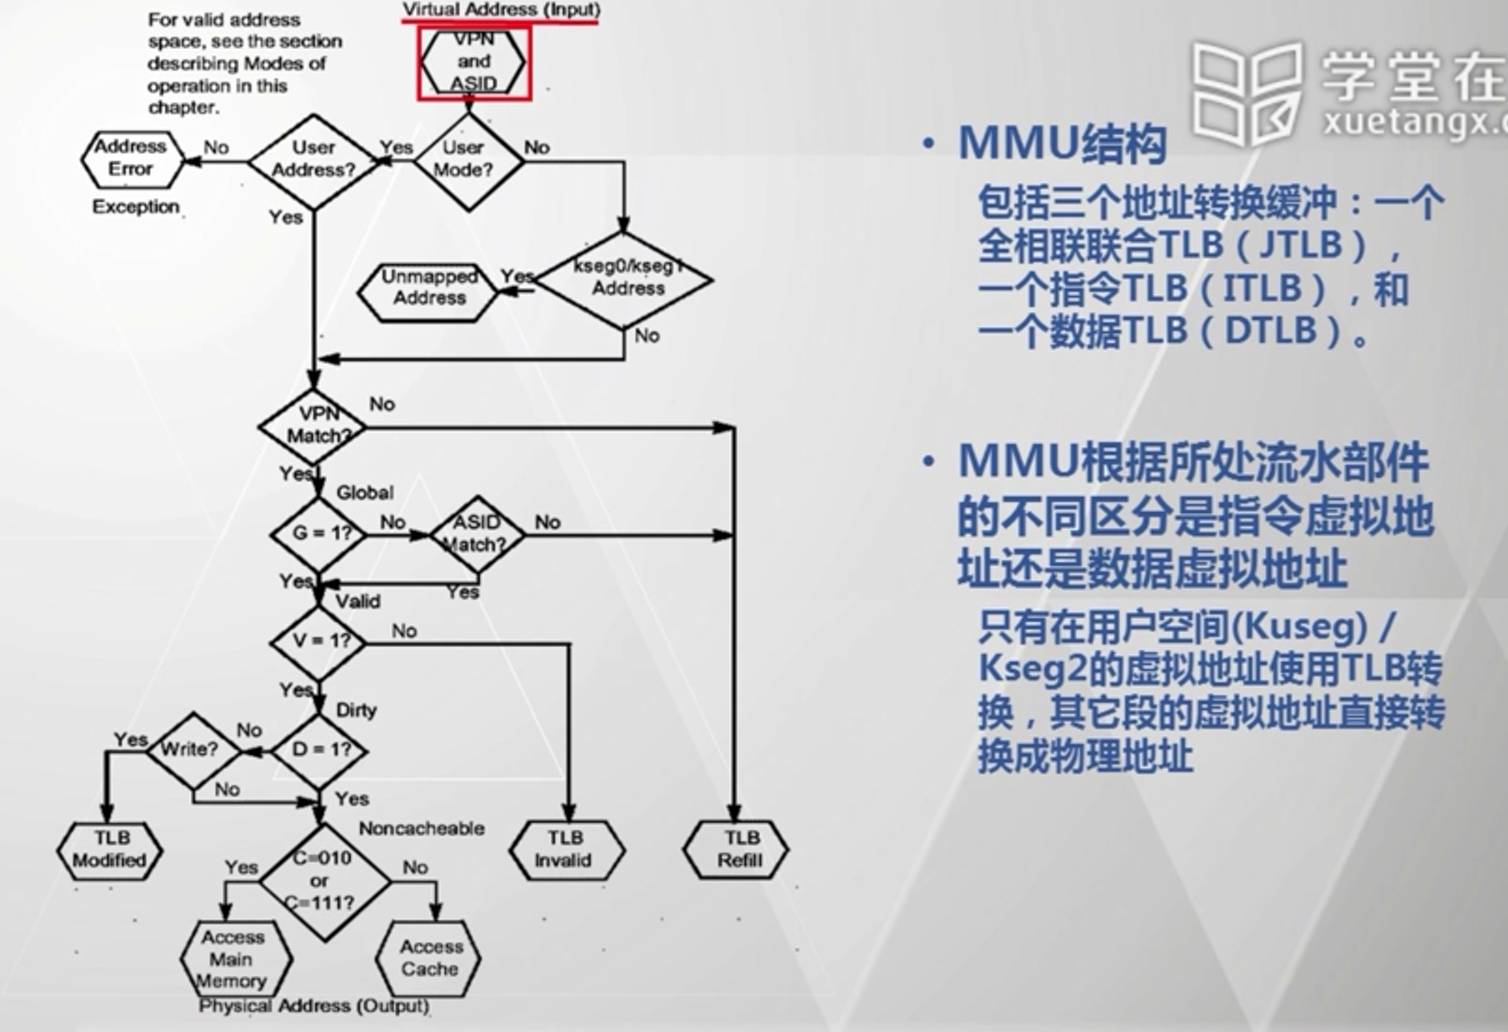 Virtual Address (Input)
For valid address
space, see the section
describing Modes of
operation in this
chapter.
VPN
and
ASID
Address
Error
No
User
Address?
Yes
User
Mode?
No
Exception
Yes
Unmapped
Address
Yes
kseg0/kseg1
Address
No
VPN
Match?
No
Yes
Global
G = 1?
No
ASID
Match?
No
Yes
Yes
Valid
V = 1?
No
Yes
Dirty
Yes
Write?
No
D = 1?
No
Yes
TLB
Modified
Noncacheable
TLB
Invalid
TLB
Refill
Yes
C=010
or
C=111?
No
Access
Main
Memory
Access
Cache
Physical Address (Output)
学堂在
xuetangx.
• MMU结构
包括三个地址转换缓冲：一个
全相联联合TLB（JTLB），
一个指令TLB（ITLB），和
一个数据TLB（DTLB）。
• MMU根据所处流水部件
的不同区分是指令虚拟地
址还是数据虚拟地址
只有在用户空间(Kuseg) /
Kseg2的虚拟地址使用TLB转
换，其它段的虚拟地址直接转
换成物理地址